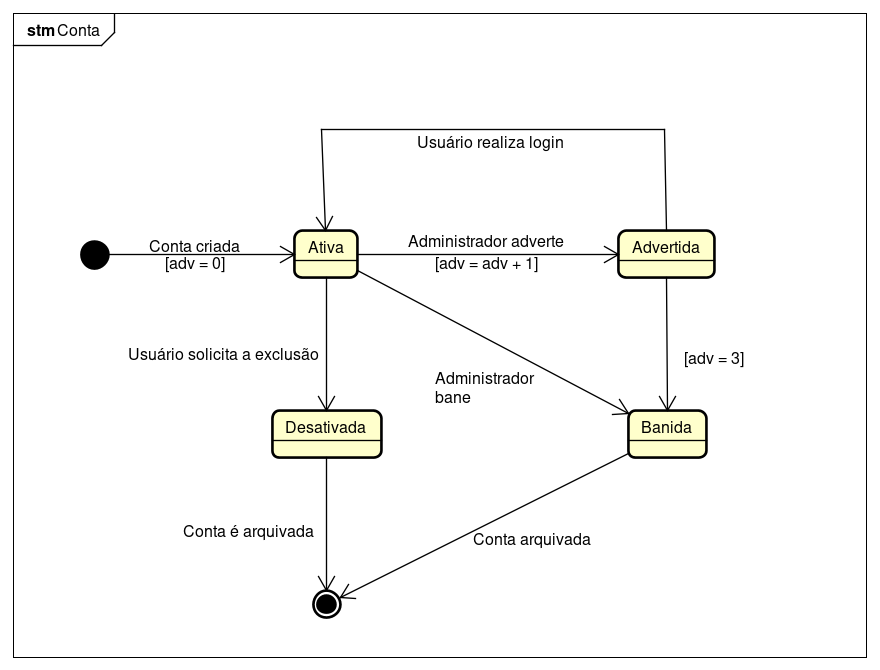 stm Conta
Usuário realiza login
Conta criada
[adv = 0]
Ativa
Administrador adverte
[adv = adv + 1]
Advertida
Usuário solicita a exclusão
Administrador
bane
[adv = 3]
Desativada
Banida
Conta é arquivada
Conta arquivada